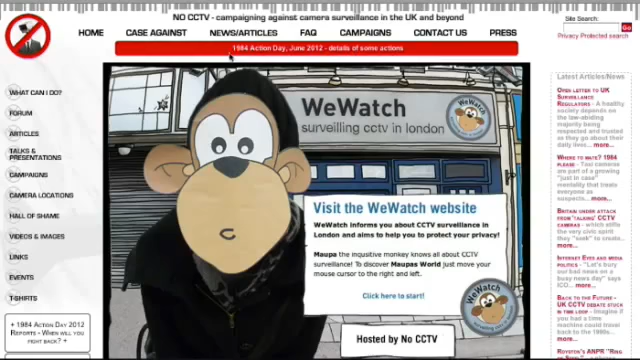 NO CCTV - campaigning against camera surveillance in the UK and beyond
Site Search:
Go
Privacy Protected search
HOME
CASE AGAINST
NEWS/ARTICLES
FAQ
CAMPAIGNS
CONTACT US
PRESS
1984 Action Day, June 2012 - details of some actions
WHAT CAN I DO?
FORUM
ARTICLES
TALKS &
PRESENTATIONS
CAMPAIGNS
CAMERA LOCATIONS
HALL OF SHAME
VIDEOS & IMAGES
LINKS
EVENTS
T-SHIRTS
+ 1984 ACTION DAY 2012
REPORTS - WHEN WILL YOU
FIGHT BACK? +
WeWatch
surveilling cctv in london
Visit the WeWatch website
WeWatch informs you about CCTV surveillance in
London and aims to help you to protect your privacy!
Maupa the inquisitive monkey knows all about CCTV
surveillance! To discover Maupas World just move your
mouse cursor to the right and left.
Click here to start!
Hosted by No CCTV
Latest Articles/News
OPEN LETTER TO UK
SURVEILLANCE
REGULATORS - A healthy
society depends on
the law-abiding
majority being
respected and trusted
as they go about their
daily lives... more...
WHERE TO MATE? 1984
PLEASE - Taxi cameras
are part of a growing
"just in case"
mentality that treats
everyone as
suspects... more...
BRITAIN UNDER ATTACK
FROM 'TALKING' CCTV
CAMERAS - which stifle
the very civic spirit
they "seek" to create...
more...
INTERNET EYES AND MEDIA
POLITICS - "Let's bury
our bad news on a
busy news day" says
ICO... more...
BACK TO THE FUTURE -
UK CCTV DEBATE STUCK
IN TIME LOOP - Imagine if
you had a time
machine could travel
back to the 1990s...
more...
ROYSTON'S ANPR "RING